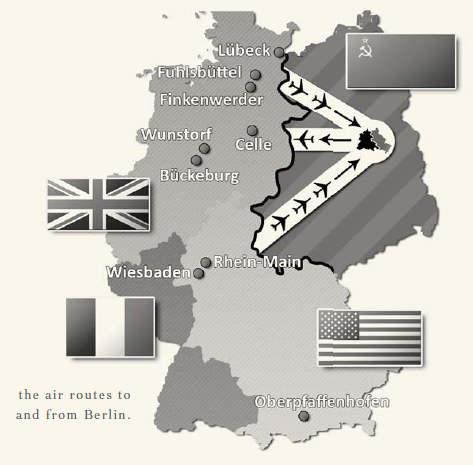 Lübeck
Fuhlsbüttel
Finkenwerder
Wunstorf
Celle
Bückeburg
Rhein-Main
Wiesbaden
Oberpfaffenhofen
the air routes to
and from Berlin.